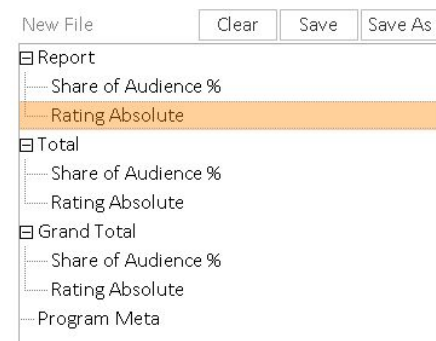 New File Clear Save Save As
Report
Share of Audience %
Rating Absolute
Total
Share of Audience %
Rating Absolute
Grand Total
Share of Audience %
Rating Absolute
Program Meta